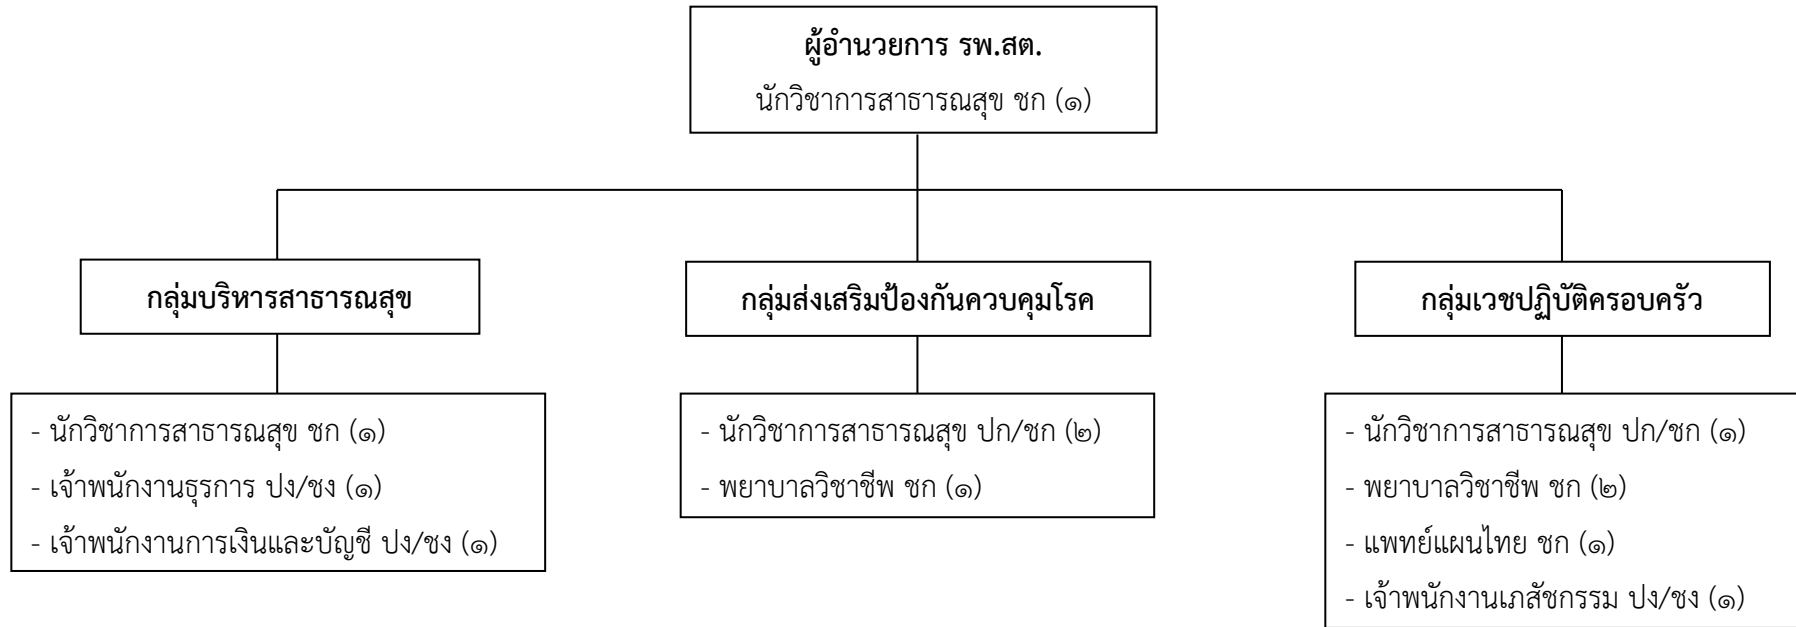 ผู้อำนวยการ รพ.สต.
นักวิชาการสาธารณสุข ชก (๑)
กลุ่มบริหารสาธารณสุข
- นักวิชาการสาธารณสุข ชก (๑)
- เจ้าพนักงานธุรการ ปง/ชง (๑)
- เจ้าพนักงานการเงินและบัญชี ปง/ชง (๑)
กลุ่มส่งเสริมป้องกันควบคุมโรค
- นักวิชาการสาธารณสุข ปก/ชก (๒)
- พยาบาลวิชาชีพ ชก (๑)
กลุ่มเวชปฏิบัติครอบครัว
- นักวิชาการสาธารณสุข ปก/ชก (๑)
- พยาบาลวิชาชีพ ชก (๒)
- แพทย์แผนไทย ชก (๑)
- เจ้าพนักงานเภสัชกรรม ปง/ชง (๑)